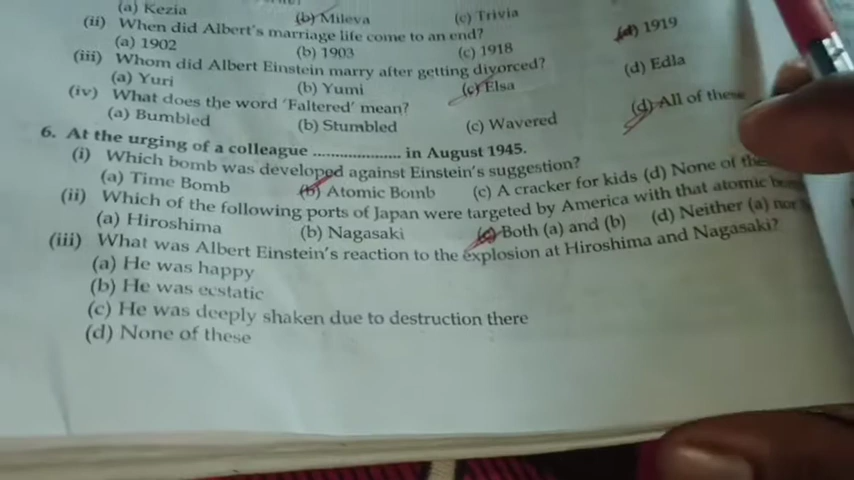 (a) Kezia (b) Mileva (c) Trivia
(ii) When did Albert's marriage life come to an end?
(a) 1902 (b) 1903 (c) 1918 (d) 1919
(iii) Whom did Albert Einstein marry after getting divorced?
(a) Yuri (b) Yumi (c) Elsa (d) Edla
(iv) What does the word 'Faltered' mean?
(a) Bumbled (b) Stumbled (c) Wavered (d) All of these
6. At the urging of a colleague .................... in August 1945.
(i) Which bomb was developed against Einstein's suggestion?
(a) Time Bomb (b) Atomic Bomb (c) A cracker for kids (d) None of
(ii) Which of the following ports of Japan were targeted by America with that atomic
(a) Hiroshima (b) Nagasaki (c) Both (a) and (b) (d) Neither (a) nor
(iii) What was Albert Einstein's reaction to the explosion at Hiroshima and Nagasaki?
(a) He was happy
(b) He was ecstatic
(c) He was deeply shaken due to destruction there
(d) None of these